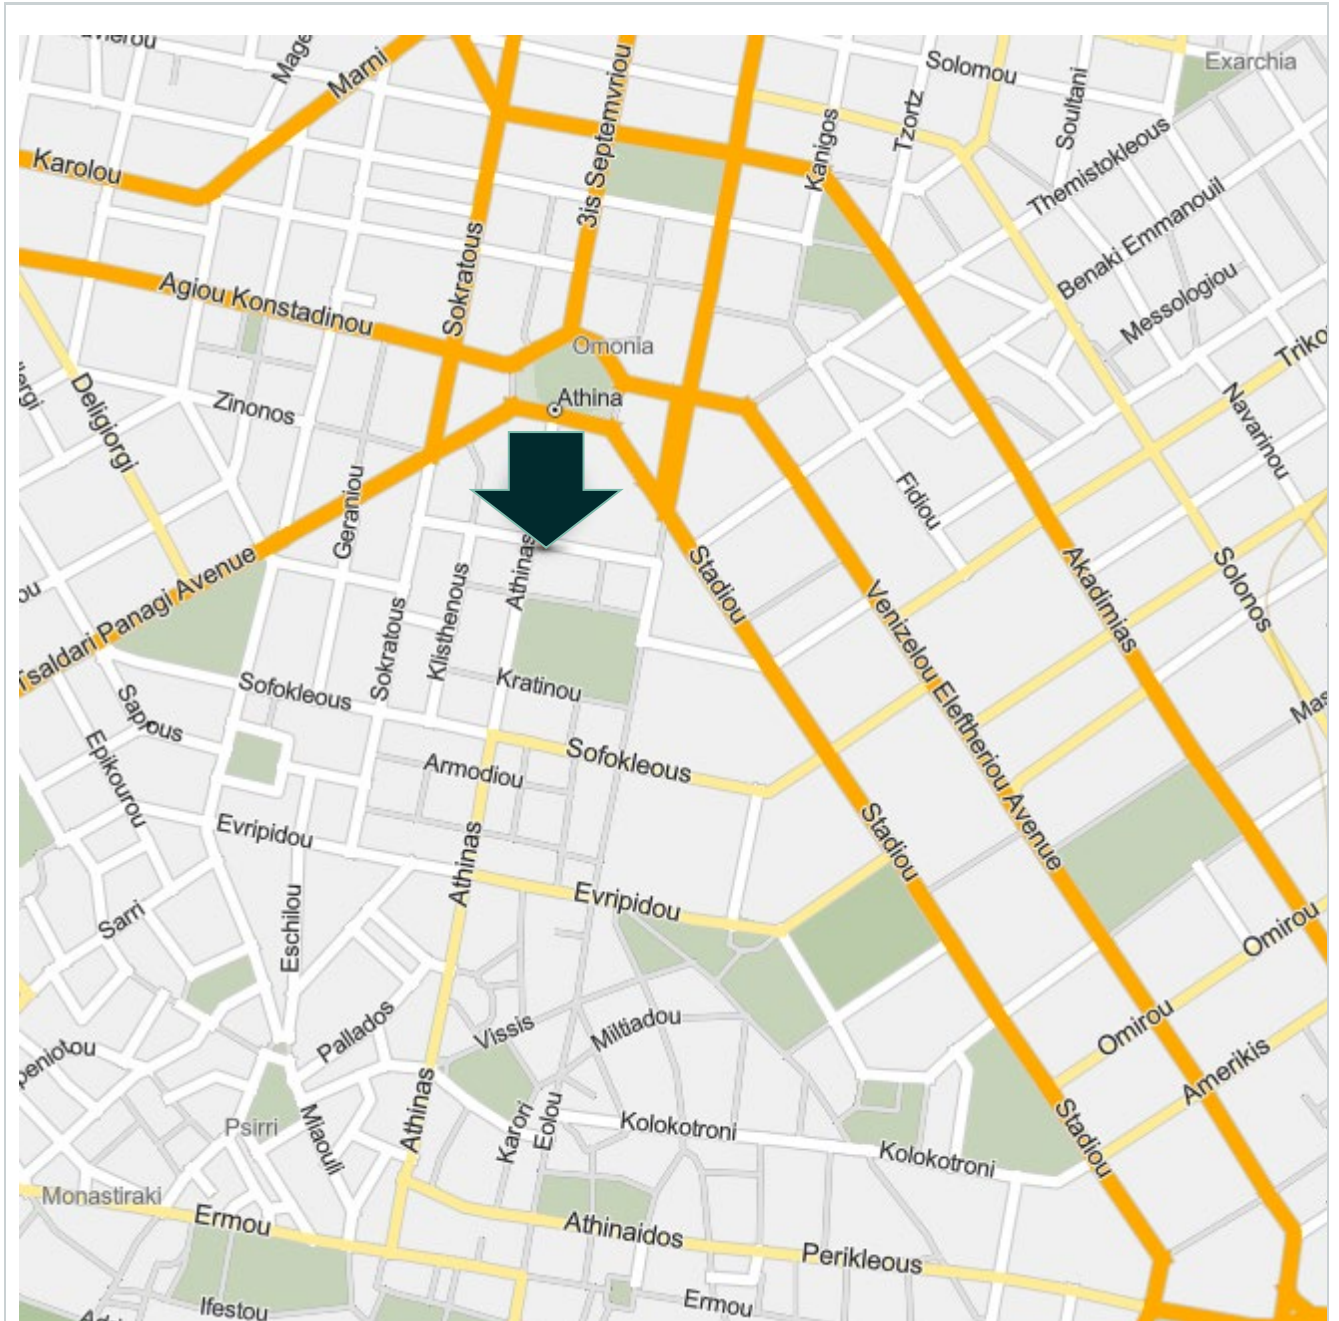 Marni
Solomou
Exarchia
3is Septemvriou
Kanigos
Tzortz
Soultani
Karolou
Themistokleous
Benaki Emmanouil
Sokratous
Agiou Konstadinou
Messologiou
Omonia
Deligiorgi
Zinonos
Athina
Navarinou
Geraniou
Fidiou
Athinas
Stadiou
Akadimias
Solonos
Tsaldari Panagi Avenue
Klisthenous
Sokratous
Venizelou Eleftheriou Avenue
Sofokleous
Kratinou
Sapfous
Epikourou
Armodiou
Sofokleous
Evripidou
Athinas
Stadiou
Evripidou
Sarri
Eschilou
Omirou
Pallados
Vissis
Miltiadou
Omirou
Amerikis
Athinas
Psirri
Miaouli
Karori
Eolou
Kolokotroni
Kolokotroni
Stadiou
Monastiraki
Ermou
Athinaidos
Perikleous
Ifestou
Ermou